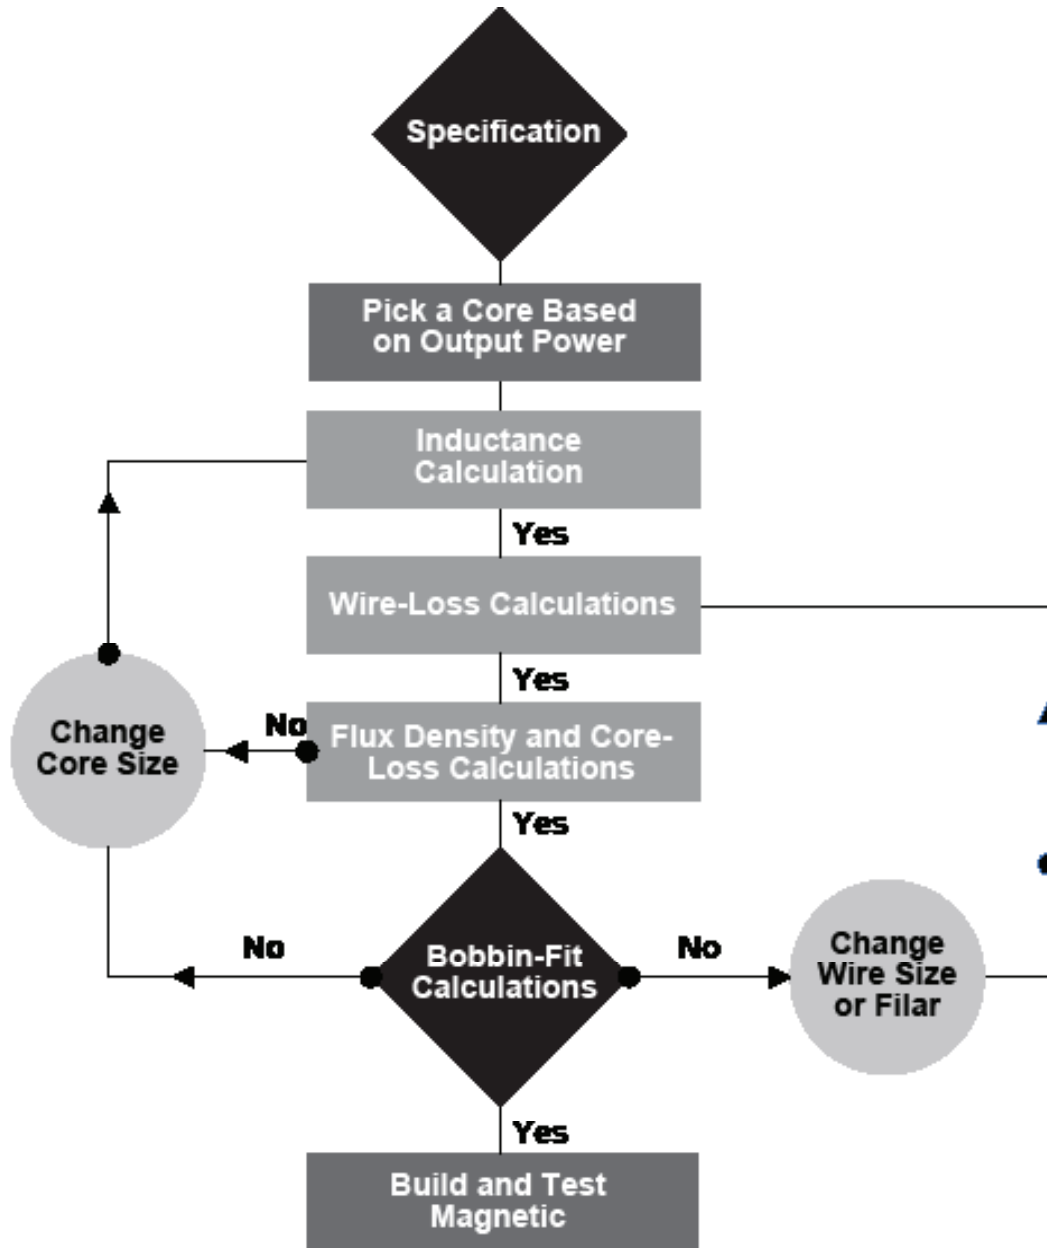 Specification
Pick a Core Based
on Output Power
Inductance
Calculation
Yes
Wire-Loss Calculations
Yes
Change
Core Size
No
Flux Density and Core-
Loss Calculations
Yes
No
Bobbin-Fit
Calculations
No
Change
Wire Size
or Filar
Yes
Build and Test
Magnetic